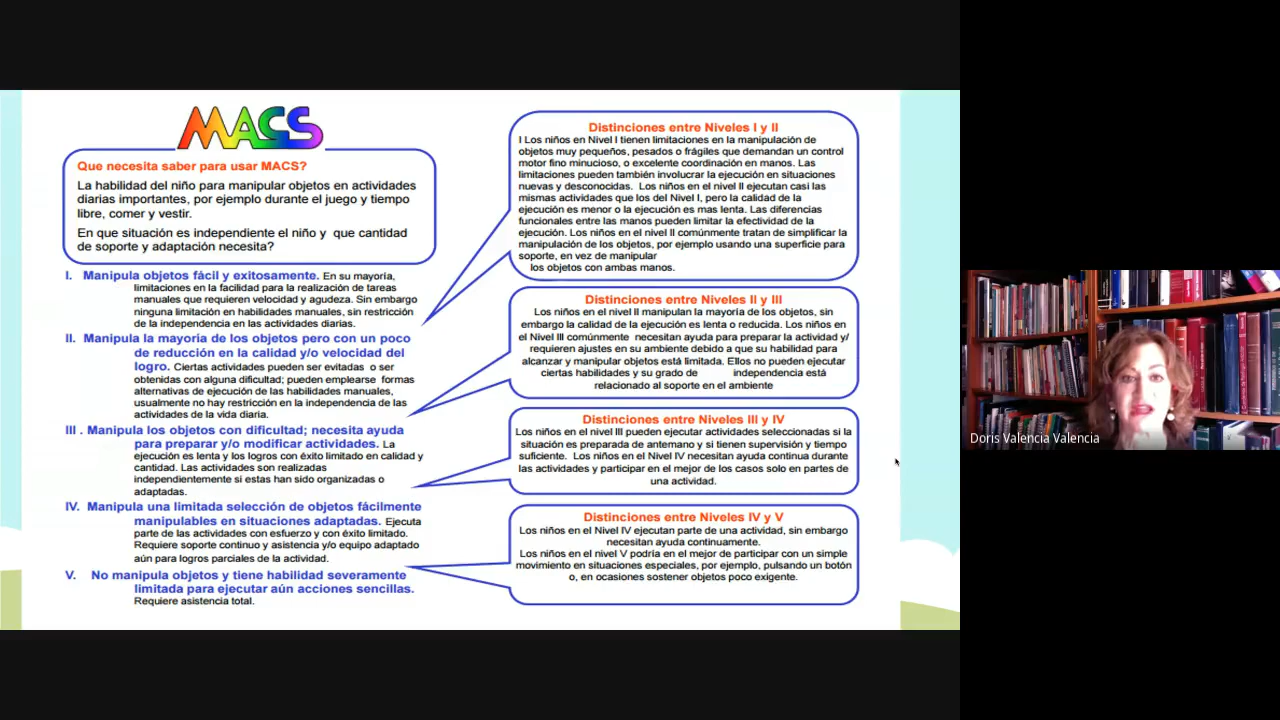 MACS
Que necesita saber para usar MACS?
La habilidad del niño para manipular objetos en actividades
diarias importantes, por ejemplo durante el juego y tiempo
libre, comer y vestir.
En que situación es independiente el niño y que cantidad
de soporte y adaptación necesita?
I. Manipula objetos fácil y exitosamente. En su mayoría,
limitaciones en la facilidad para la realización de tareas
manuales que requieren velocidad y agudeza. Sin embargo
ninguna limitación en habilidades manuales, sin restricción
de la independencia en las actividades diarias.
II. Manipula la mayoría de los objetos pero con un poco
de reducción en la calidad y/o velocidad del
logro. Ciertas actividades pueden ser evitadas o ser
obtenidas con alguna dificultad; pueden emplearse formas
alternativas de ejecución de las habilidades manuales,
usualmente no hay restricción en la independencia de las
actividades de la vida diaria.
III . Manipula los objetos con dificultad; necesita ayuda
para preparar y/o modificar actividades. La
ejecución es lenta y los logros con éxito limitado en calidad y
cantidad. Las actividades son realizadas
independientemente si estas han sido organizadas o
adaptadas.
IV. Manipula una limitada selección de objetos fácilmente
manipulables en situaciones adaptadas. Ejecuta
parte de las actividades con esfuerzo y con éxito limitado.
Requiere soporte continuo y asistencia y/o equipo adaptado
aún para logros parciales de la actividad.
V. No manipula objetos y tiene habilidad severamente
limitada para ejecutar aún acciones sencillas.
Requiere asistencia total.
Distinciones entre Niveles I y II
I Los niños en Nivel I tienen limitaciones en la manipulación de
objetos muy pequeños, pesados o frágiles que demandan un control
motor fino minucioso, o excelente coordinación en manos. Las
limitaciones pueden también involucrar la ejecución en situaciones
nuevas y desconocidas. Los niños en el nivel II ejecutan casi las
mismas actividades que los del Nivel I, pero la calidad de la
ejecución es menor o la ejecución es mas lenta. Las diferencias
funcionales entre las manos pueden limitar la efectividad de la
ejecución. Los niños en el nivel II comúnmente tratan de simplificar la
manipulación de los objetos, por ejemplo usando una superficie para
soporte, en vez de manipular
los objetos con ambas manos.
Distinciones entre Niveles II y III
Los niños en el nivel II manipulan la mayoría de los objetos, sin
embargo la calidad de la ejecución es lenta o reducida. Los niños en
el Nivel III comúnmente necesitan ayuda para preparar la actividad y/
requieren ajustes en su ambiente debido a que su habilidad para
alcanzar y manipular objetos está limitada. Ellos no pueden ejecutar
ciertas habilidades y su grado de independencia está
relacionado al soporte en el ambiente
Distinciones entre Niveles III y IV
Los niños en el nivel III pueden ejecutar actividades seleccionadas si la
situación es preparada de antemano y si tienen supervisión y tiempo
suficiente. Los niños en el Nivel IV necesitan ayuda continua durante
las actividades y participar en el mejor de los casos solo en partes de
una actividad.
Distinciones entre Niveles IV y V
Los niños en el Nivel IV ejecutan parte de una actividad, sin embargo
necesitan ayuda continuamente.
Los niños en el nivel V podría en el mejor de participar con un simple
movimiento en situaciones especiales, por ejemplo, pulsando un botón
o, en ocasiones sostener objetos poco exigente.
Doris Valencia Valencia